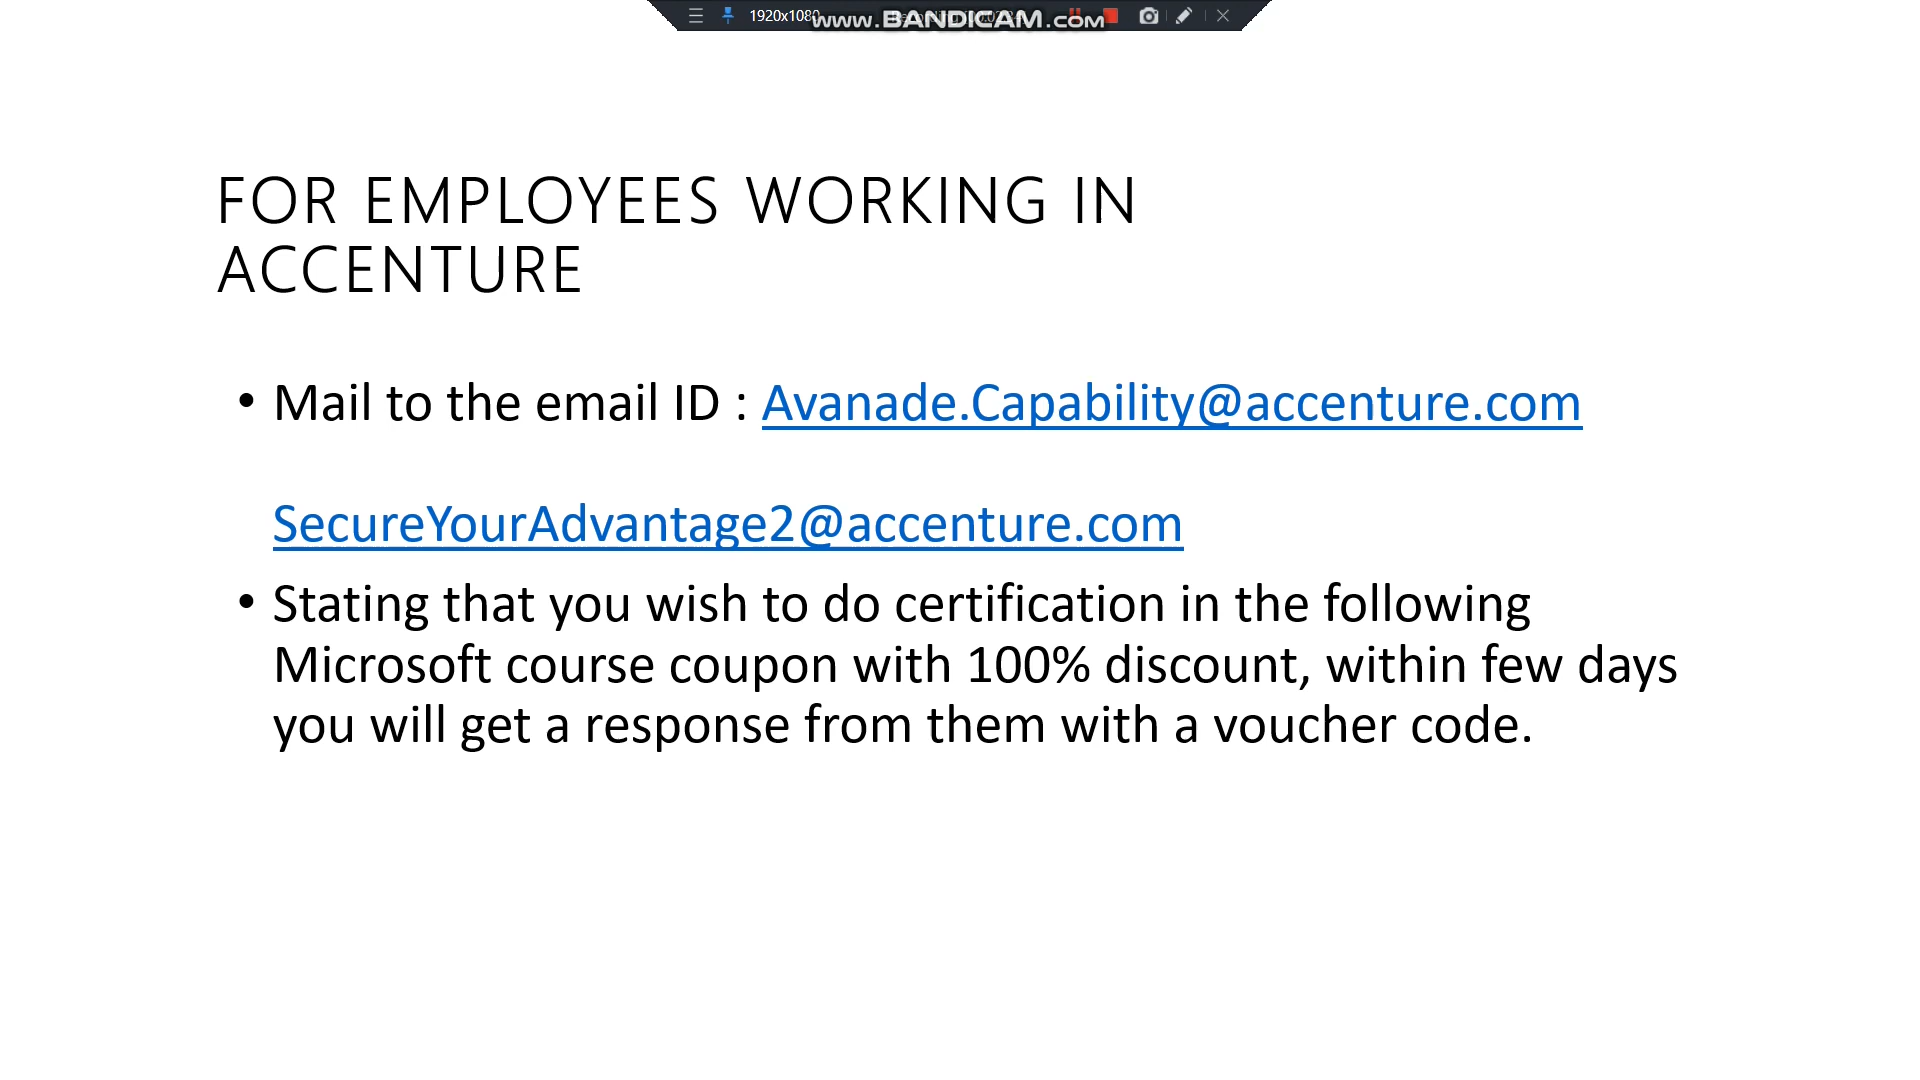 1920x1080
www.BANDICAM.com
FOR EMPLOYEES WORKING IN
ACCENTURE
• Mail to the email ID : Avanade.Capability@accenture.com
SecureYourAdvantage2@accenture.com
• Stating that you wish to do certification in the following
Microsoft course coupon with 100% discount, within few days
you will get a response from them with a voucher code.